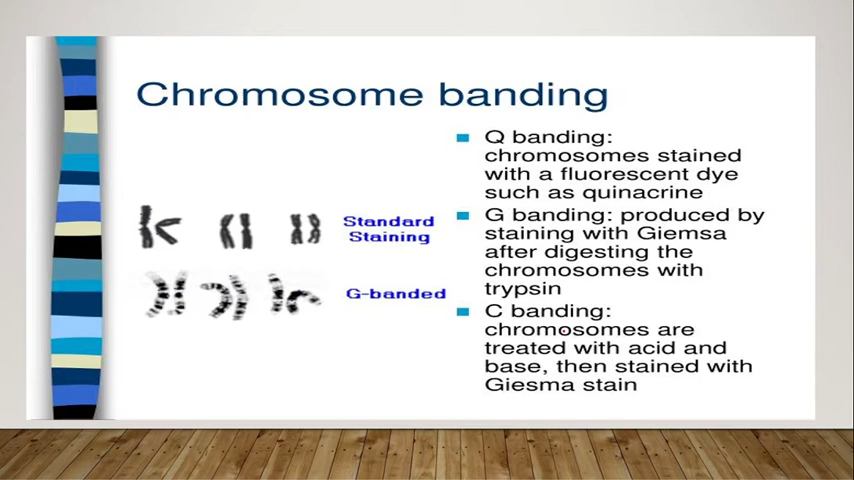 Chromosome banding
Q banding:
chromosomes stained
with a fluorescent dye
such as quinacrine
G banding: produced by
staining with Giemsa
after digesting the
chromosomes with
trypsin
C banding:
chromosomes are
treated with acid and
base, then stained with
Giesma stain
Standard
Staining
G-banded